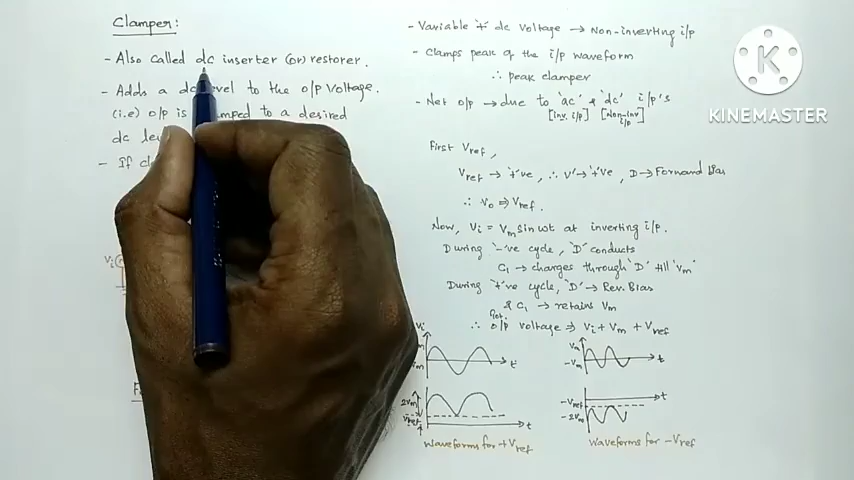 Clamper:
- Also called dc inserter (or) restorer.
- Adds a dc level to the o/p voltage.
(i.e) o/p is clamped to a desired
dc
- If
Vi
- Variable '+' dc voltage → Non-inverting i/p
- Clamps peak of the i/p waveform
∴ peak clamper
- Net o/p → due to 'ac' & 'dc' i/p's
[inv. i/p] [Non-inv i/p]
First Vref,
Vref → '+'ve, ∴ V' → '+'ve, D → Forward Bias
∴ Vo ⇒ Vref.
Now, Vi = Vm sin wt at inverting i/p.
During '-'ve cycle, 'D' conducts
C1 → charges through 'D' till 'Vm'
During '+'ve cycle, 'D' → Rev. Bias
& C1 → retains Vm
∴ Net o/p voltage ⇒ Vi + Vm + Vref
Vi
t
Vm
-Vm
t
2Vm
Vref
t
-Vref
-2Vm
t
Waveforms for +Vref
Waveforms for -Vref
KINEMASTER